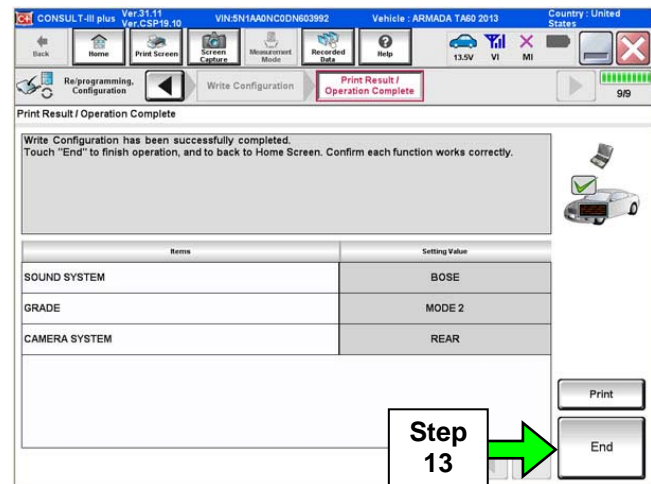 CONSULT-III plus Ver.31.11 Ver.CSP19.10 VIN:5N1AA0NC0DN603992 Vehicle : ARMADA TA60 2013 Country : United States
Back Home Print Screen Screen Capture Measurement Mode Recorded Data Help 13.5V VI MI
Re/programming, Configuration Write Configuration Print Result / Operation Complete 9/9
Print Result / Operation Complete
Write Configuration has been successfully completed.
Touch "End" to finish operation, and to back to Home Screen. Confirm each function works correctly.
Items Setting Value
SOUND SYSTEM BOSE
GRADE MODE 2
CAMERA SYSTEM REAR
Print
Step 13
End